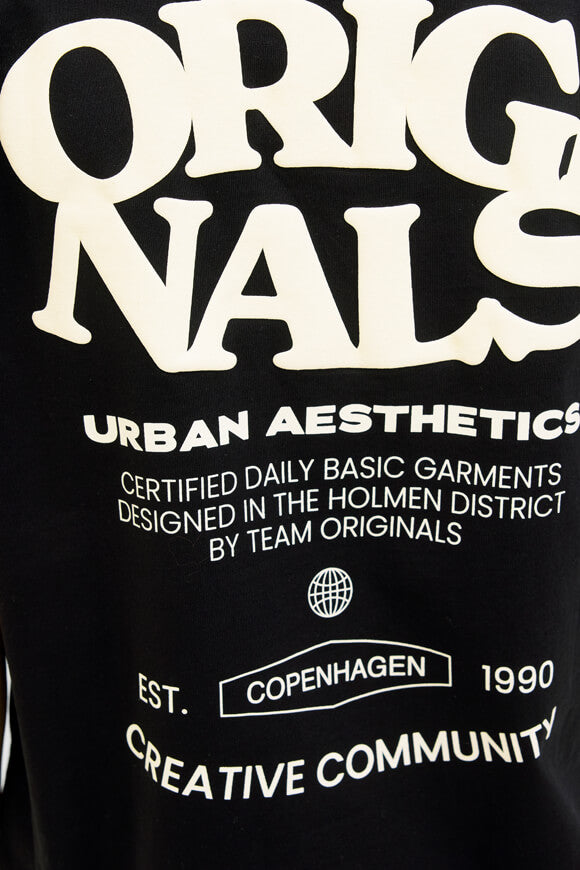 ORIGI
NALS
URBAN AESTHETICS
CERTIFIED DAILY BASIC GARMENTS
DESIGNED IN THE HOLMEN DISTRICT
BY TEAM ORIGINALS
EST. COPENHAGEN 1990
CREATIVE COMMUNITY